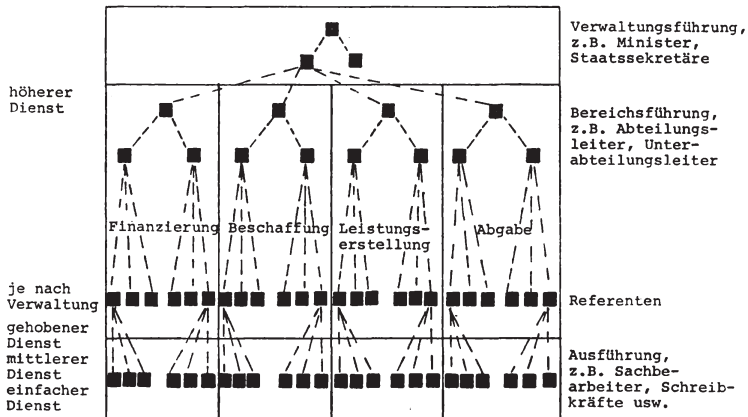 Verwaltungsführung,
z.B. Minister,
Staatssekretäre
höherer
Dienst
Bereichsführung,
z.B. Abteilungs-
leiter, Unter-
abteilungsleiter
Finanzierung
Beschaffung
Leistungs-
erstellung
Abgabe
je nach
Verwaltung
Referenten
gehobener
Dienst
mittlerer
Dienst
einfacher
Dienst
Ausführung,
z.B. Sachbe-
arbeiter, Schreib-
kräfte usw.